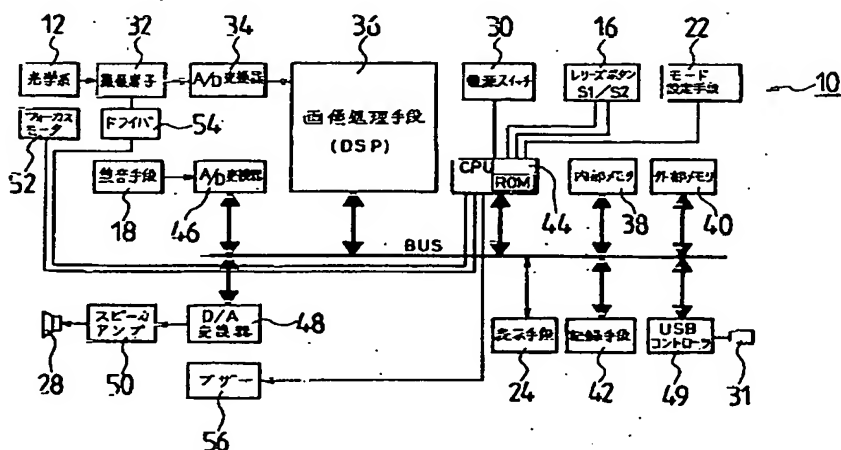 12
32
34
36
30
16
22
光学系
撮像素子
A/D変換器
画像処理手段
(DSP)
電源スイッチ
レリーズボタン
S1/S2
モード
設定手段
10
フォーカス
モータ
ドライバ
54
52
CPU
ROM
44
内部メモリ
外部メモリ
集音手段
A/D変換器
18
46
38
40
BUS
スピーカ
アンプ
D/A
変換器
48
表示手段
記録手段
USB
コントローラ
28
50
ブザー
24
42
49
31
56